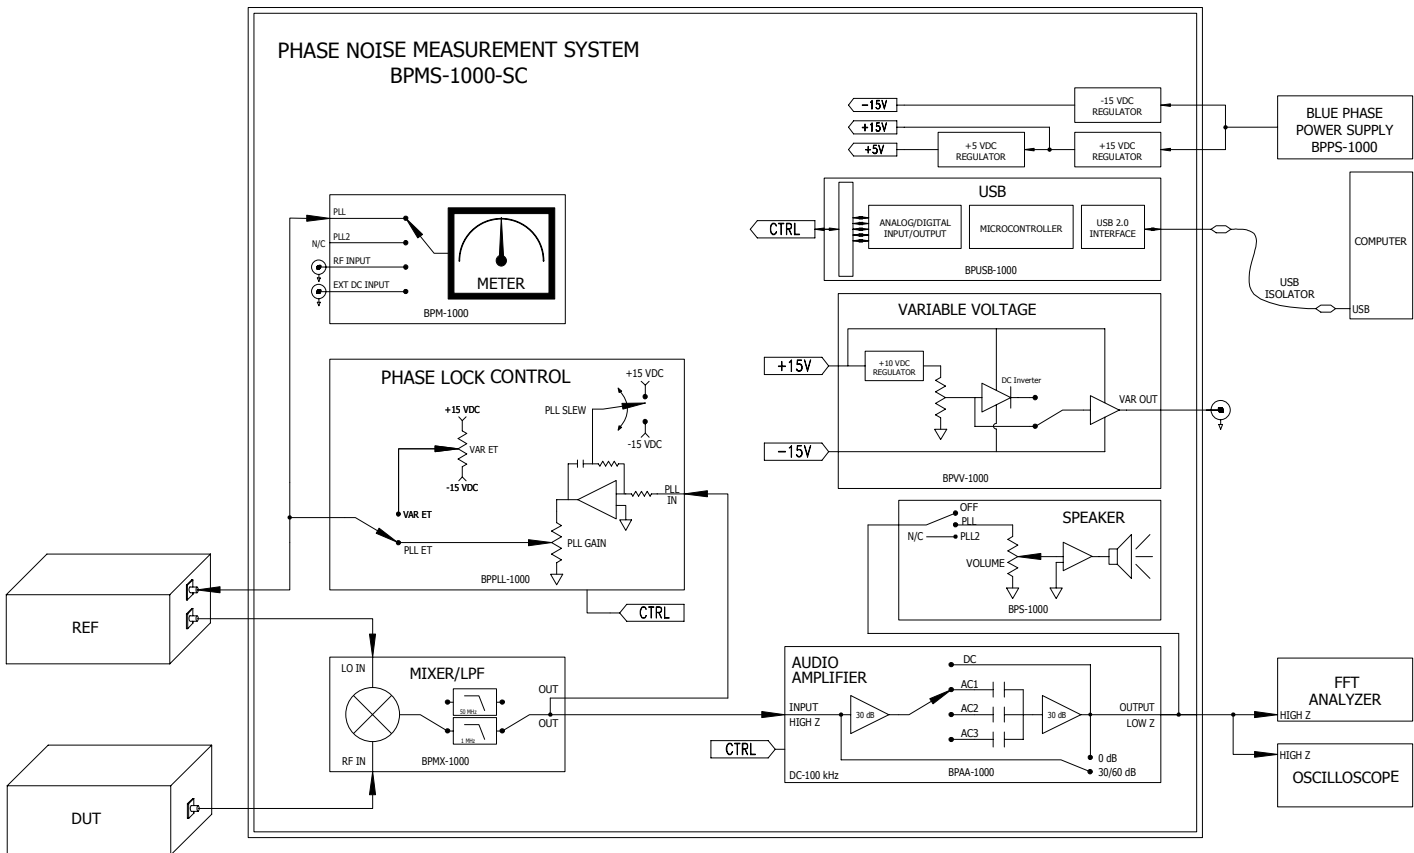 PHASE NOISE MEASUREMENT SYSTEM
BPMS-1000-SC
-15V
+15V
+5V
-15 VDC
REGULATOR
+5 VDC
REGULATOR
+15 VDC
REGULATOR
BLUE PHASE
POWER SUPPLY
BPPS-1000
USB
CTRL
ANALOG/DIGITAL
INPUT/OUTPUT
MICROCONTROLLER
USB 2.0
INTERFACE
BPUSB-1000
COMPUTER
USB
USB
ISOLATOR
PLL
N/C
PLL2
RF INPUT
EXT DC INPUT
METER
BPM-1000
VARIABLE VOLTAGE
+15V
+10 VDC
REGULATOR
DC Inverter
VAR OUT
-15V
BPVV-1000
PHASE LOCK CONTROL
+15 VDC
PLL SLEW
-15 VDC
+15 VDC
VAR ET
-15 VDC
VAR ET
PLL ET
PLL GAIN
PLL
IN
BPPLL-1000
CTRL
OFF
PLL
N/C
PLL2
SPEAKER
VOLUME
BPS-1000
REF
LO IN
MIXER/LPF
50 MHz
1 MHz
OUT
OUT
RF IN
BPMX-1000
DUT
AUDIO
AMPLIFIER
DC
INPUT
HIGH Z
30 dB
AC1
AC2
AC3
30 dB
OUTPUT
LOW Z
0 dB
30/60 dB
CTRL
DC-100 kHz
BPAA-1000
FFT
ANALYZER
HIGH Z
HIGH Z
OSCILLOSCOPE